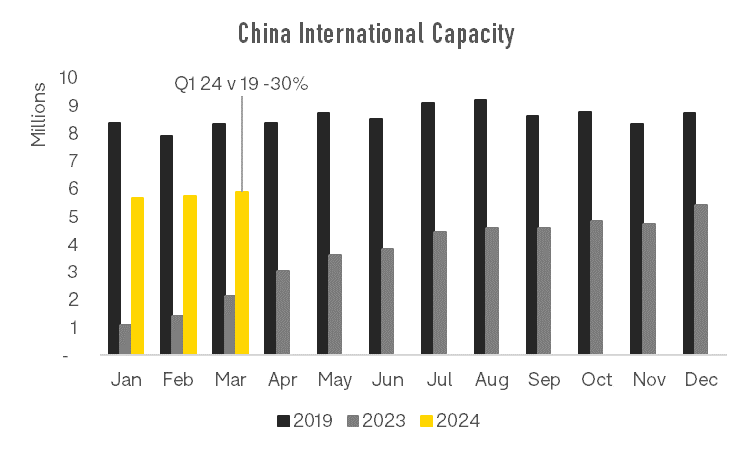 China International Capacity
Q1 24 v 19 -30%
Millions
10
9
8
7
6
5
4
3
2
1
-
Jan Feb Mar Apr May Jun Jul Aug Sep Oct Nov Dec
2019 2023 2024